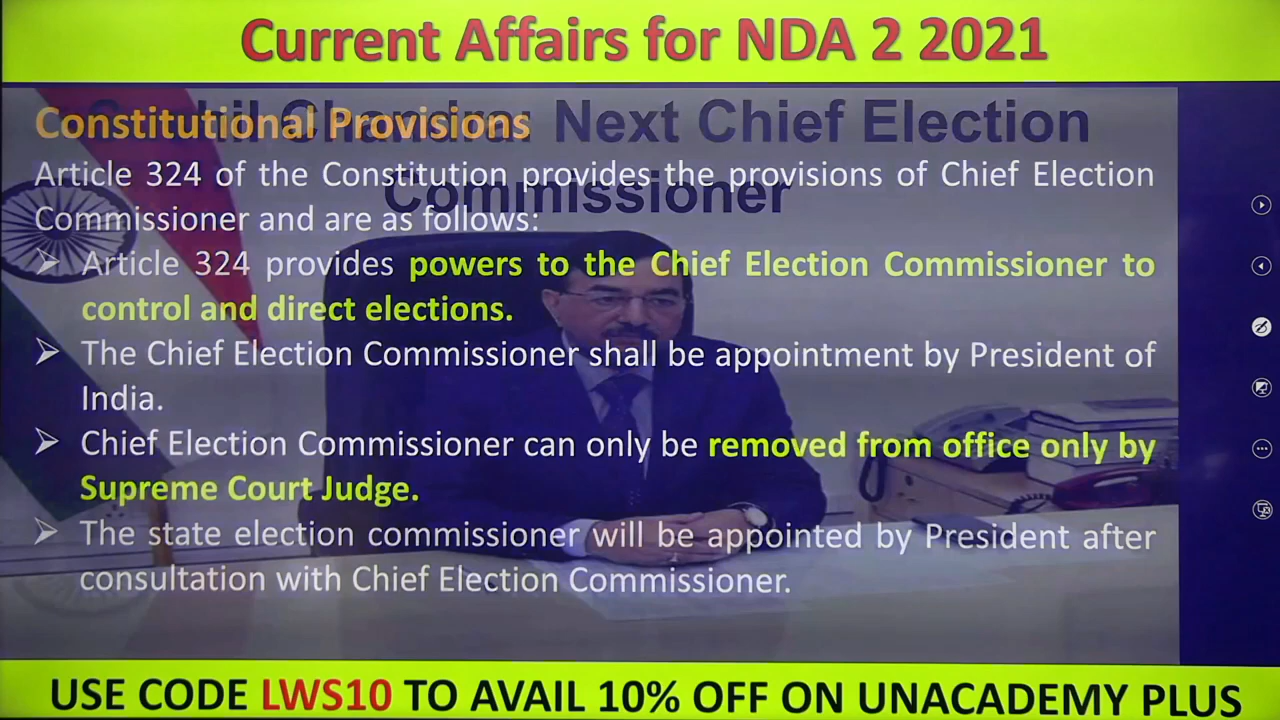 Current Affairs for NDA 2 2021
Sushil Chandra: Next Chief Election
Commissioner
Constitutional Provisions
Article 324 of the Constitution provides the provisions of Chief Election
Commissioner and are as follows:
➢ Article 324 provides powers to the Chief Election Commissioner to
control and direct elections.
➢ The Chief Election Commissioner shall be appointment by President of
India.
➢ Chief Election Commissioner can only be removed from office only by
Supreme Court Judge.
➢ The state election commissioner will be appointed by President after
consultation with Chief Election Commissioner.
USE CODE LWS10 TO AVAIL 10% OFF ON UNACADEMY PLUS